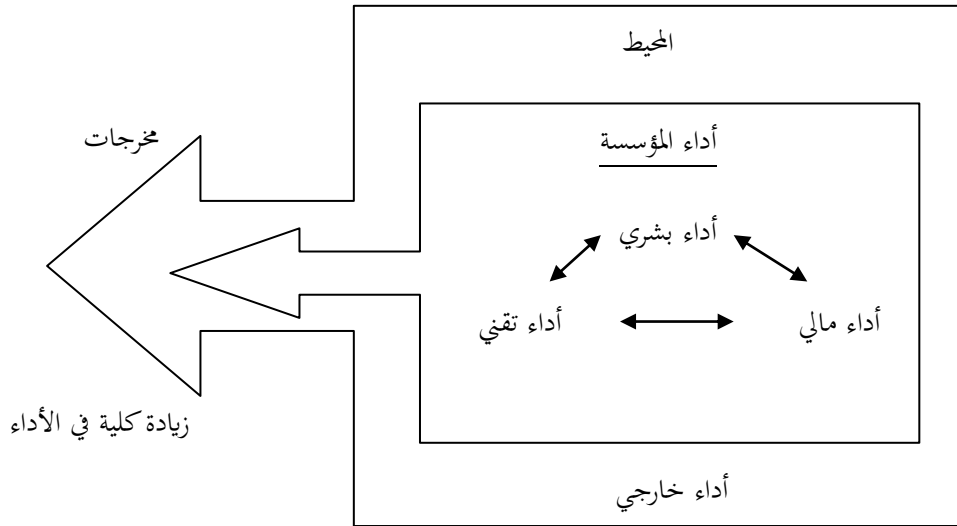 المحيط
مخرجات
أداء المؤسسة
أداء بشري
أداء مالي
أداء تقني
زيادة كلية في الأداء
أداء خارجي